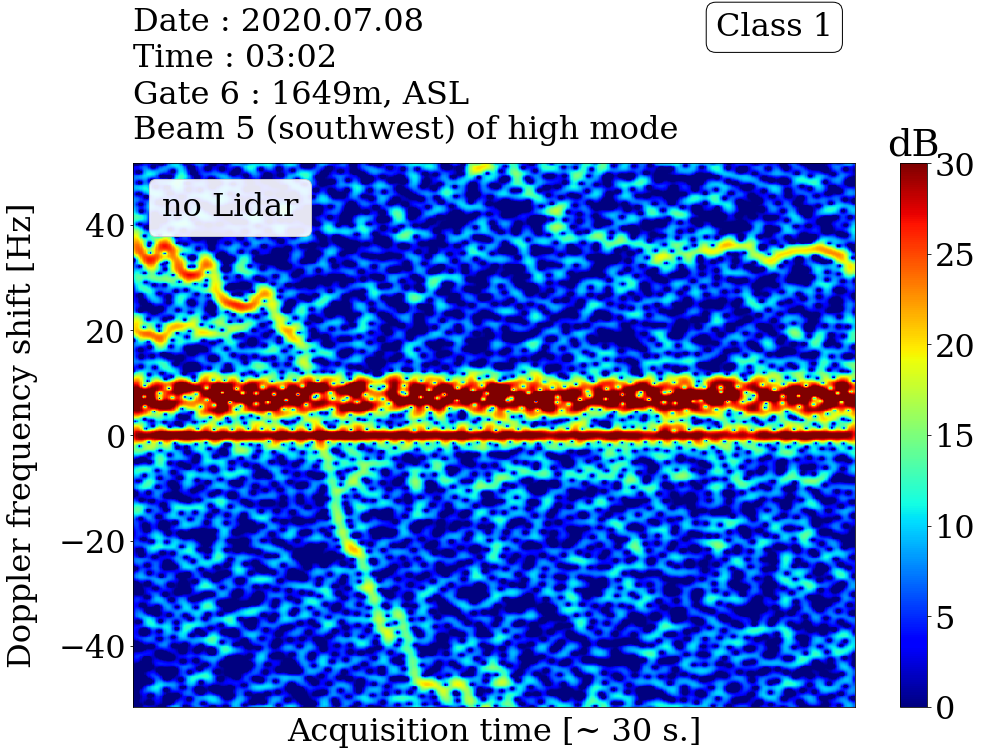 Date : 2020.07.08
Time : 03:02
Gate 6 : 1649m, ASL
Beam 5 (southwest) of high mode
Class 1
dB
no Lidar
Doppler frequency shift [Hz]
40
20
0
−20
−40
30
25
20
15
10
5
0
Acquisition time [~ 30 s.]